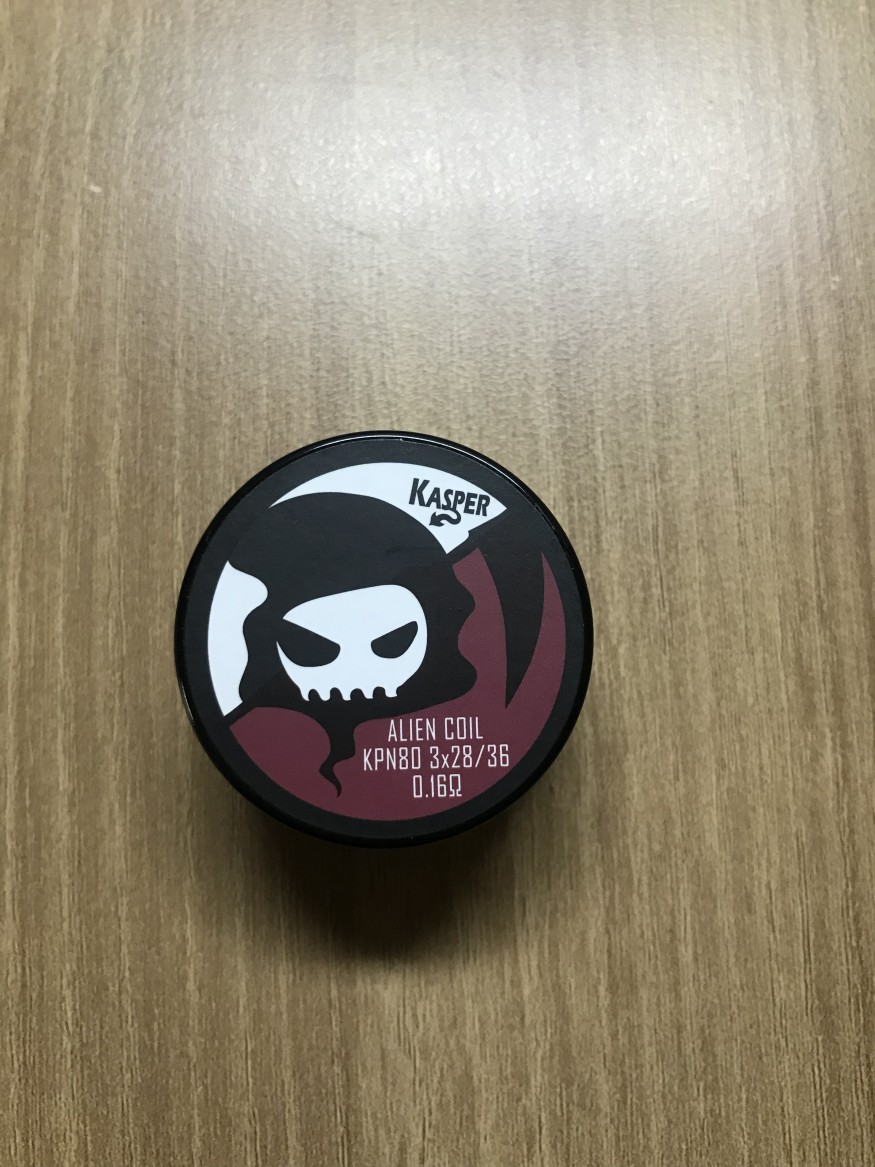 KASPER
ALIEN COIL
KPN80 3x28/36
0.16Ω